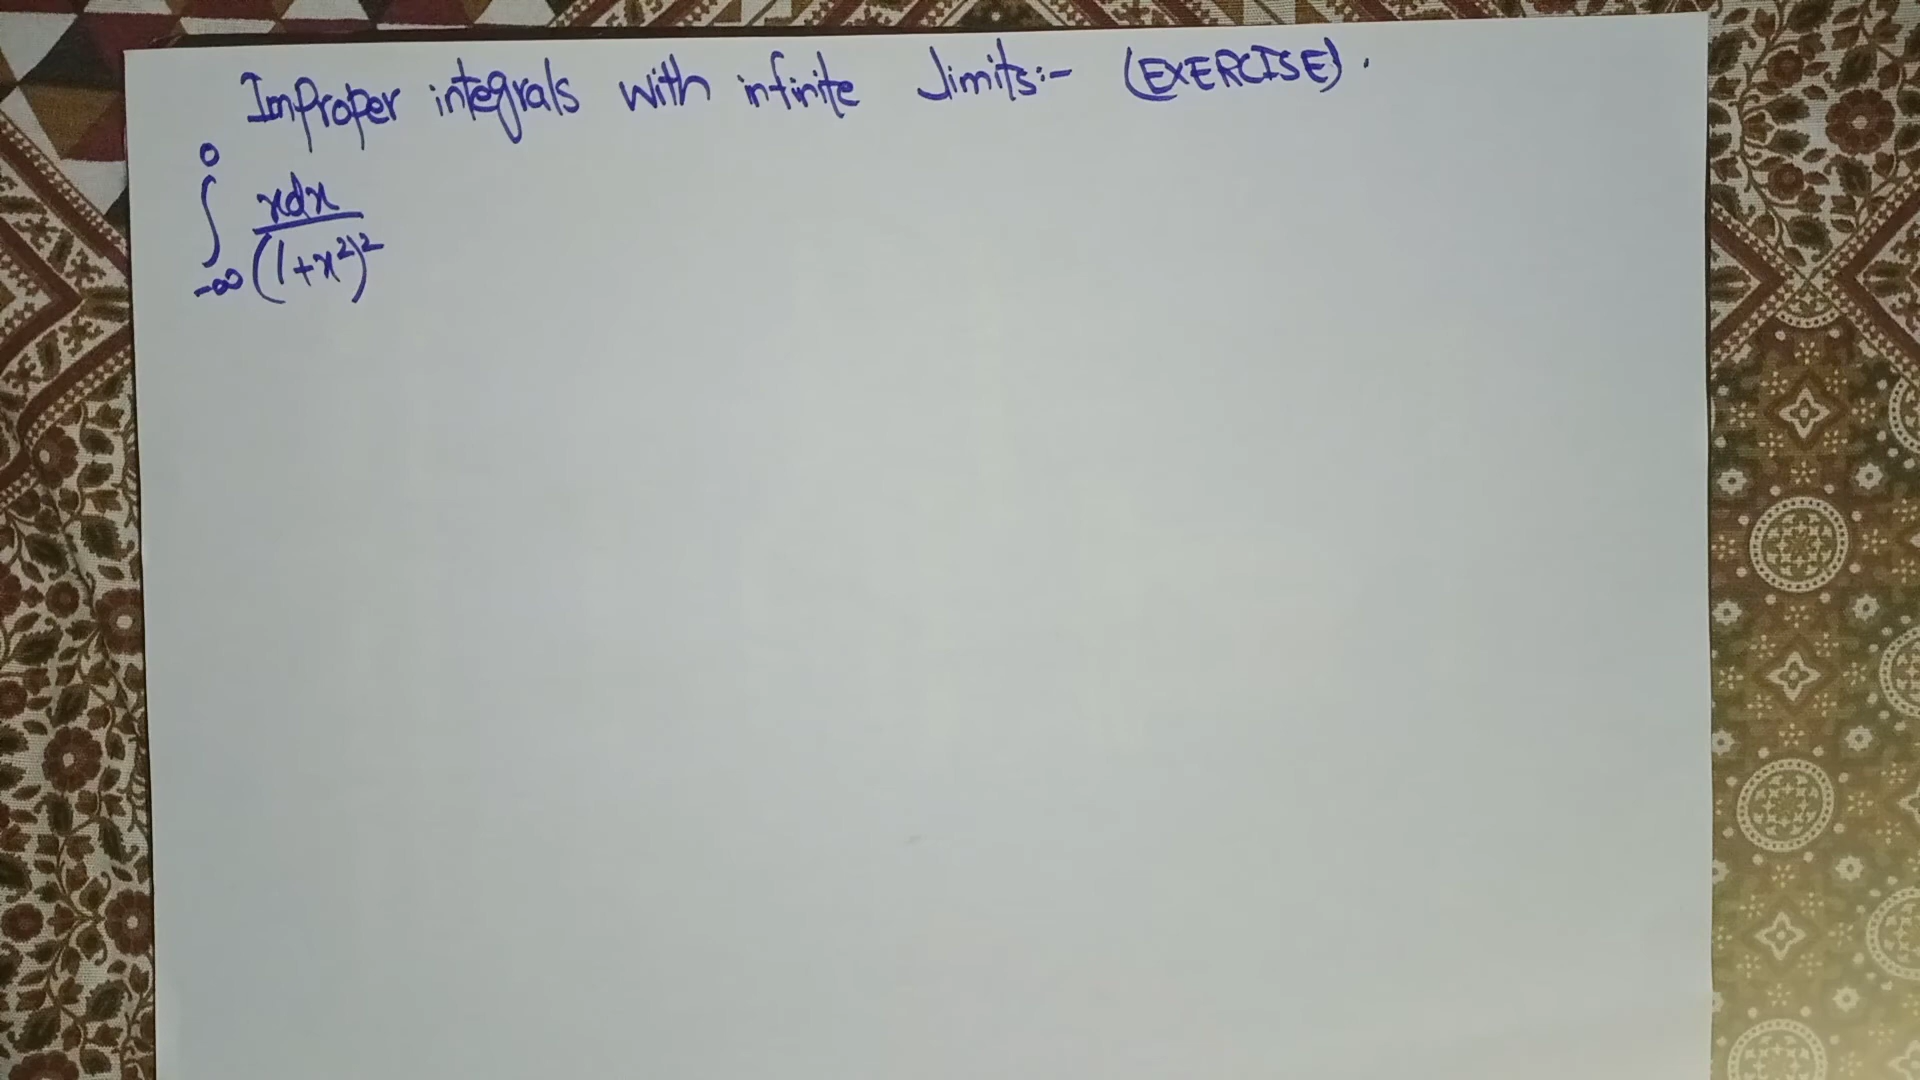 Improper integrals with infinite limits:- (EXERCISE).
∫_{-∞}^{0} xdx/(1+x²)²